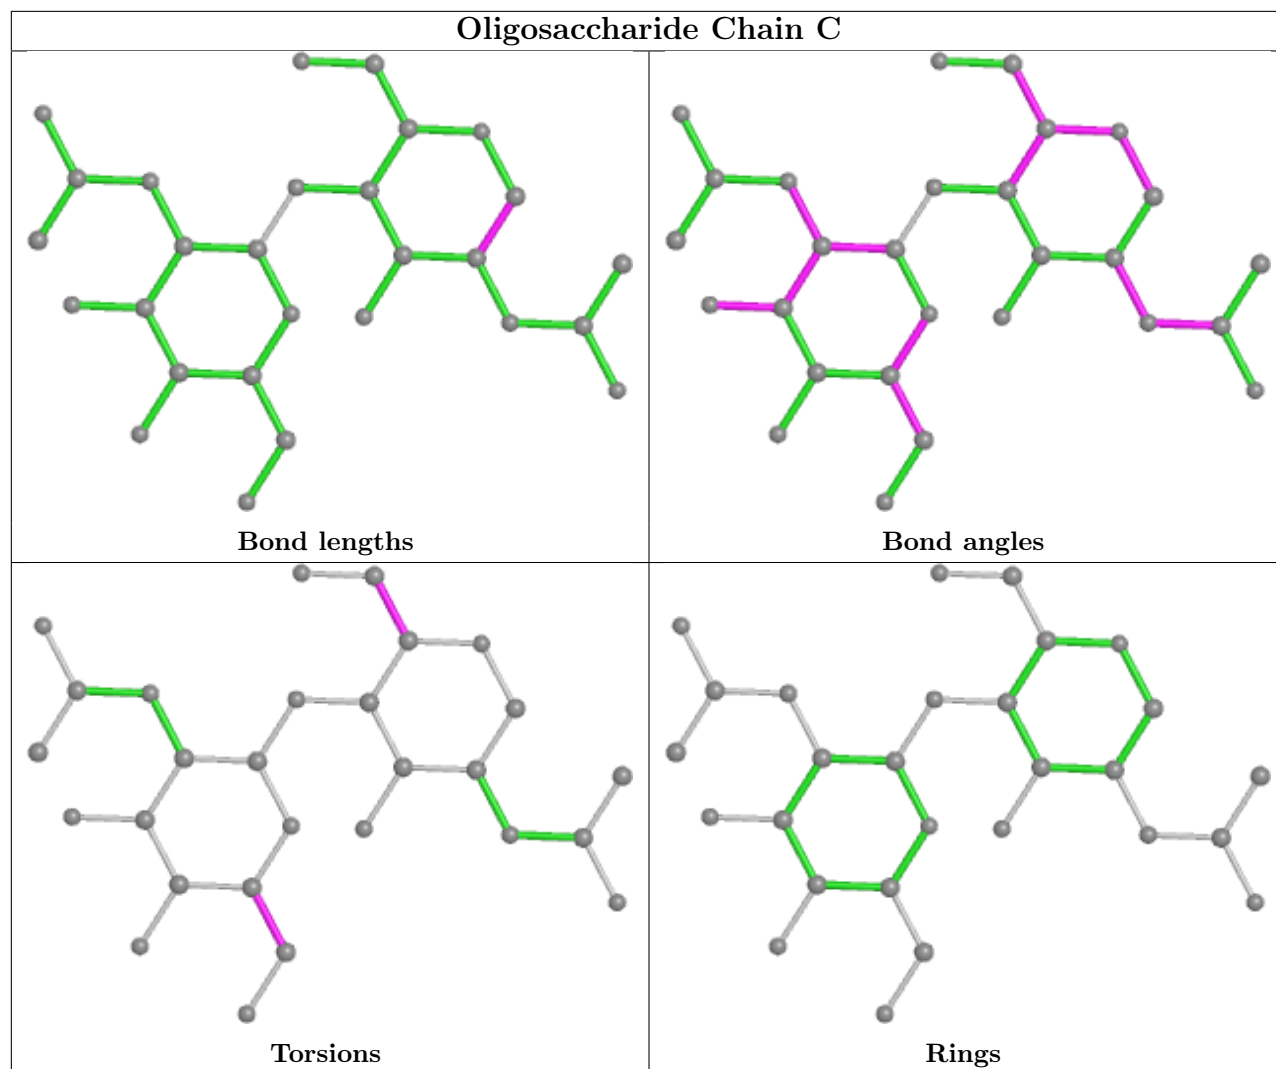 Oligosaccharide Chain C
Bond lengths
Bond angles
Torsions
Rings